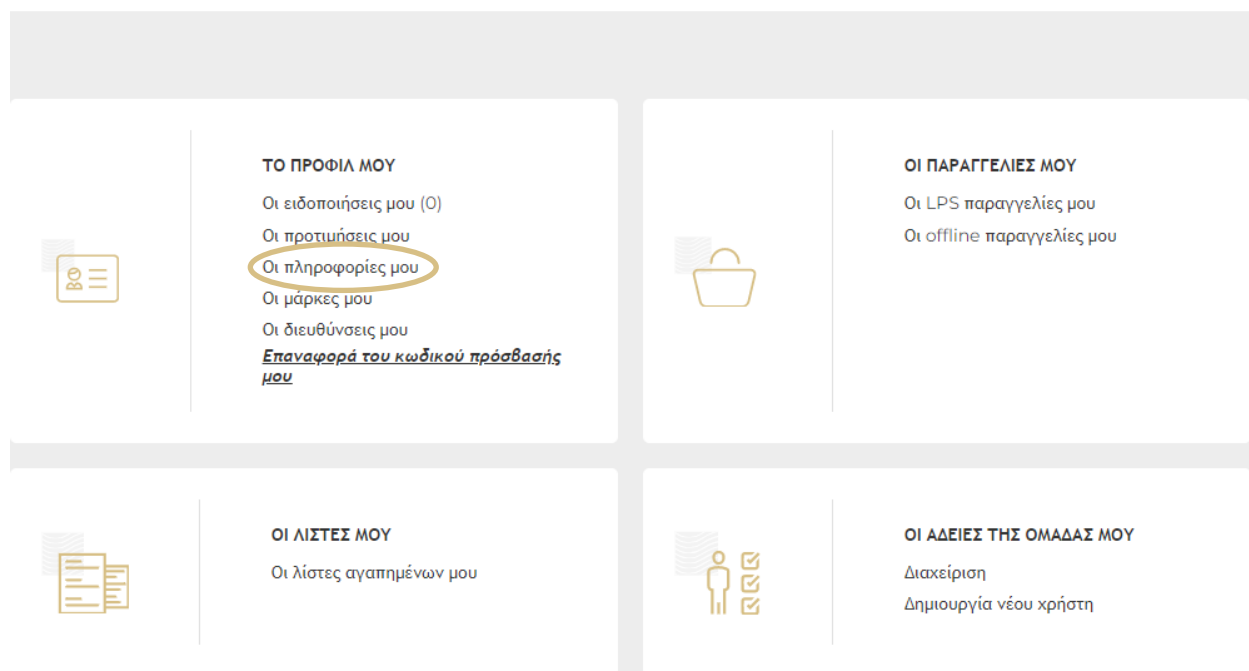 ΤΟ ΠΡΟΦΙΛ ΜΟΥ
Οι ειδοποιήσεις μου (0)
Οι προτιμήσεις μου
Οι πληροφορίες μου
Οι μάρκες μου
Οι διευθύνσεις μου
Επαναφορά του κωδικού πρόσβασής
μου
ΟΙ ΠΑΡΑΓΓΕΛΙΕΣ ΜΟΥ
Οι LPS παραγγελίες μου
Οι offline παραγγελίες μου
ΟΙ ΛΙΣΤΕΣ ΜΟΥ
Οι λίστες αγαπημένων μου
ΟΙ ΑΔΕΙΕΣ ΤΗΣ ΟΜΑΔΑΣ ΜΟΥ
Διαχείριση
Δημιουργία νέου χρήστη